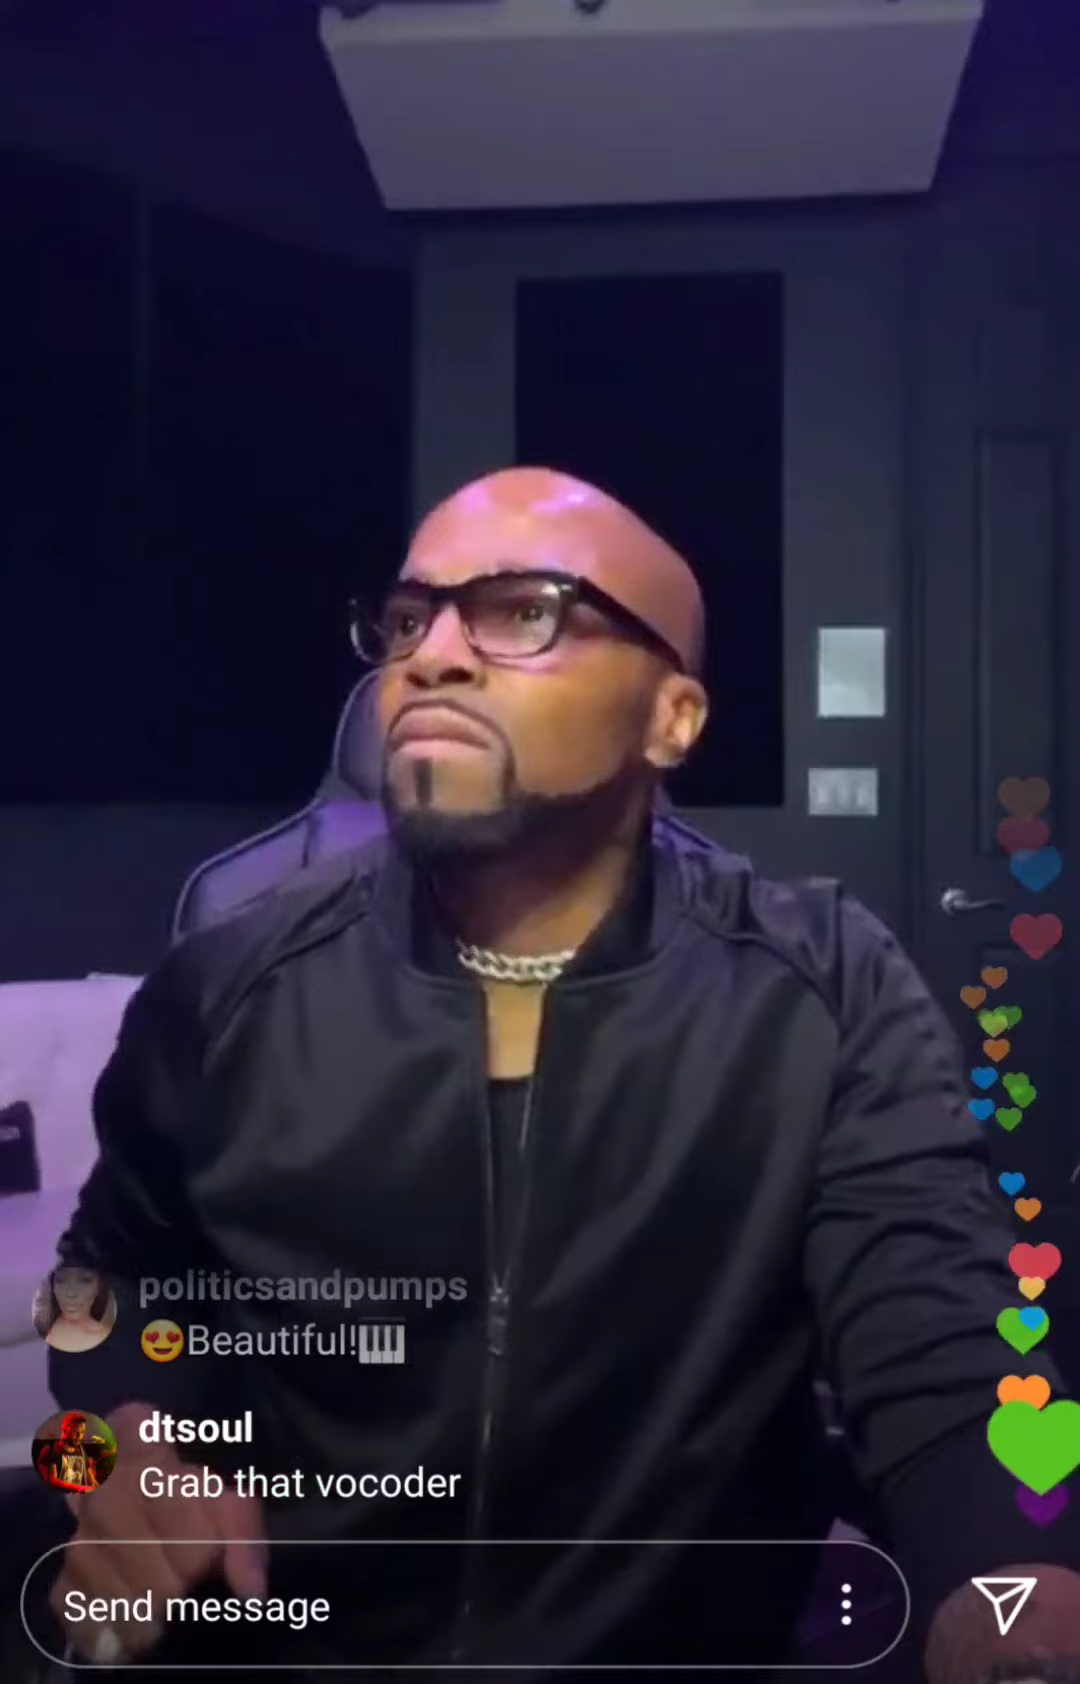 politicsandpumps
😍Beautiful!🎹
dtsoul
Grab that vocoder
Send message